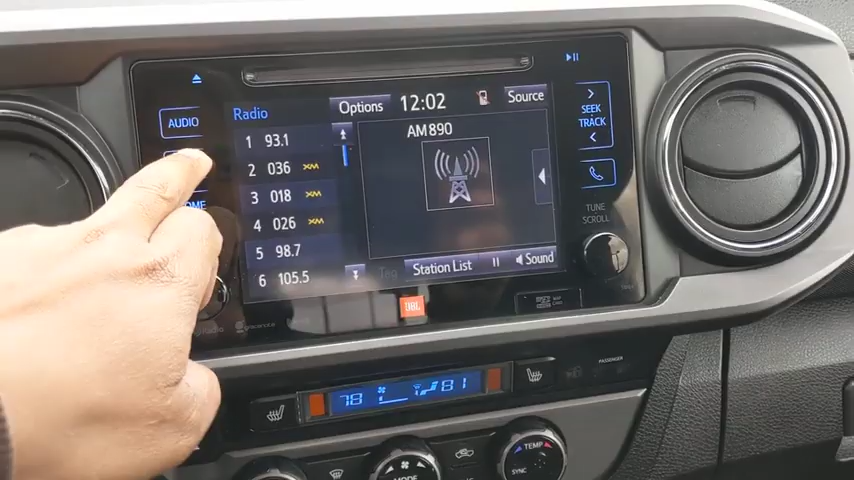 AUDIO
Radio
Options
12:02
Source
AM890
1 93.1
2 036 XM
3 018 XM
4 026 XM
5 98.7
6 105.5
Tag
Station List
Sound
SEEK
TRACK
TUNE
SCROLL
JBL
PASSENGER
78
81
MODE
TEMP
SYNC